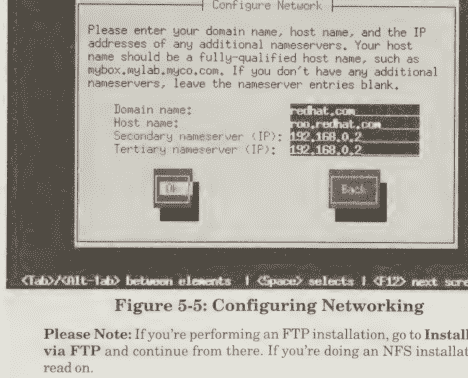 Configure Network
Please enter your domain name, host name, and the IP
addresses of any additional nameservers. Your host
name should be a fully-qualified host name, such as
mybox.mylab.myco.com. If you don't have any additional
nameservers, leave the nameserver entries blank.
Domain name: redhat.com
Host name: roo.redhat.com
Secondary nameserver (IP): 192.168.0.2
Tertiary nameserver (IP): 192.168.0.2
Ok Back
<Tab>/<Alt-Tab> between elements | <Space> selects | <F12> next scre
Figure 5-5: Configuring Networking
Please Note: If you're performing an FTP installation, go to Install
via FTP and continue from there. If you're doing an NFS installat
read on.